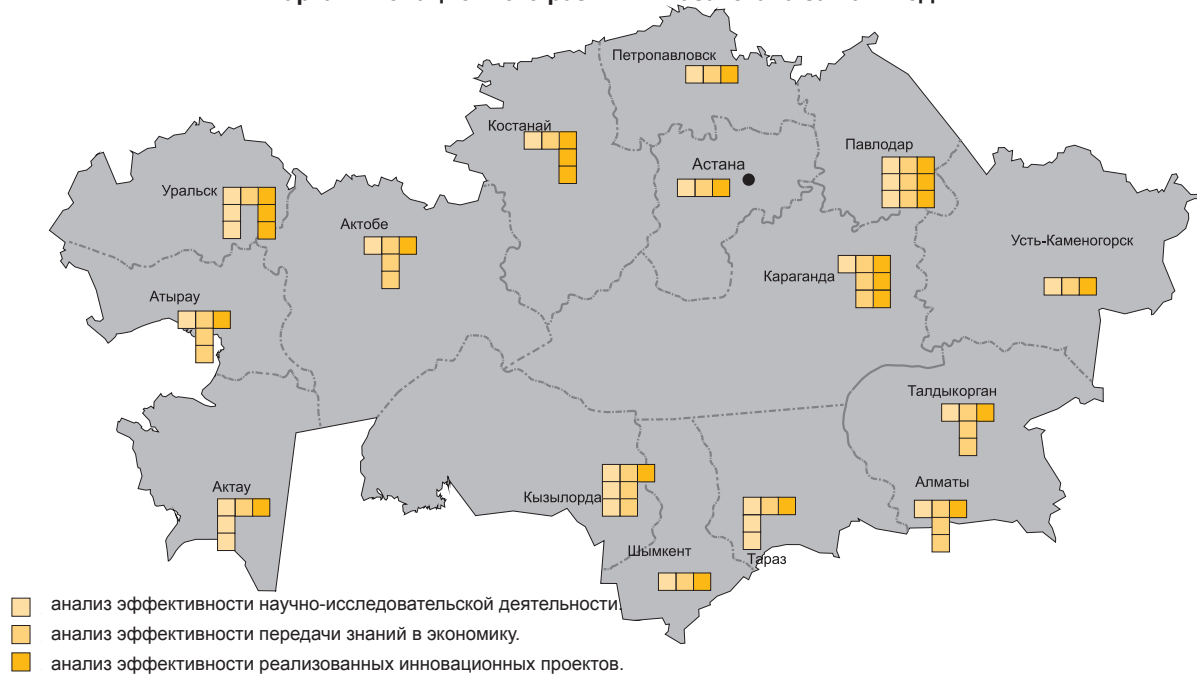 Петропавловск
Костанай
Павлодар
Астана
Уральск
Актобе
Усть-Каменогорск
Караганда
Атырау
Талдыкорган
Алматы
Актау
Кызылорда
Шымкент
Тараз
анализ эффективности научно-исследовательской деятельности.
анализ эффективности передачи знаний в экономику.
анализ эффективности реализованных инновационных проектов.